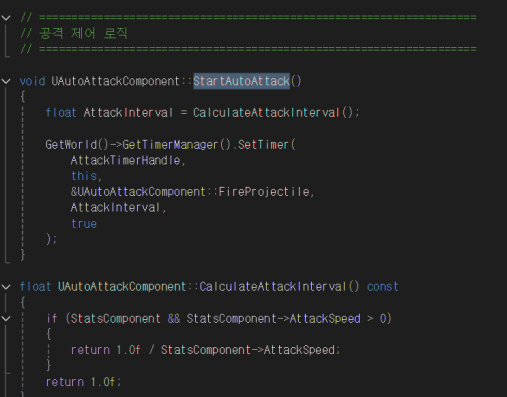 // ===================================================================
// 공격 제어 로직
// ===================================================================
void UAutoAttackComponent::StartAutoAttack()
{
float AttackInterval = CalculateAttackInterval();
GetWorld()->GetTimerManager().SetTimer(
AttackTimerHandle,
this,
&UAutoAttackComponent::FireProjectile,
AttackInterval,
true
);
}
float UAutoAttackComponent::CalculateAttackInterval() const
{
if (StatsComponent && StatsComponent->AttackSpeed > 0)
{
return 1.0f / StatsComponent->AttackSpeed;
}
return 1.0f;
}